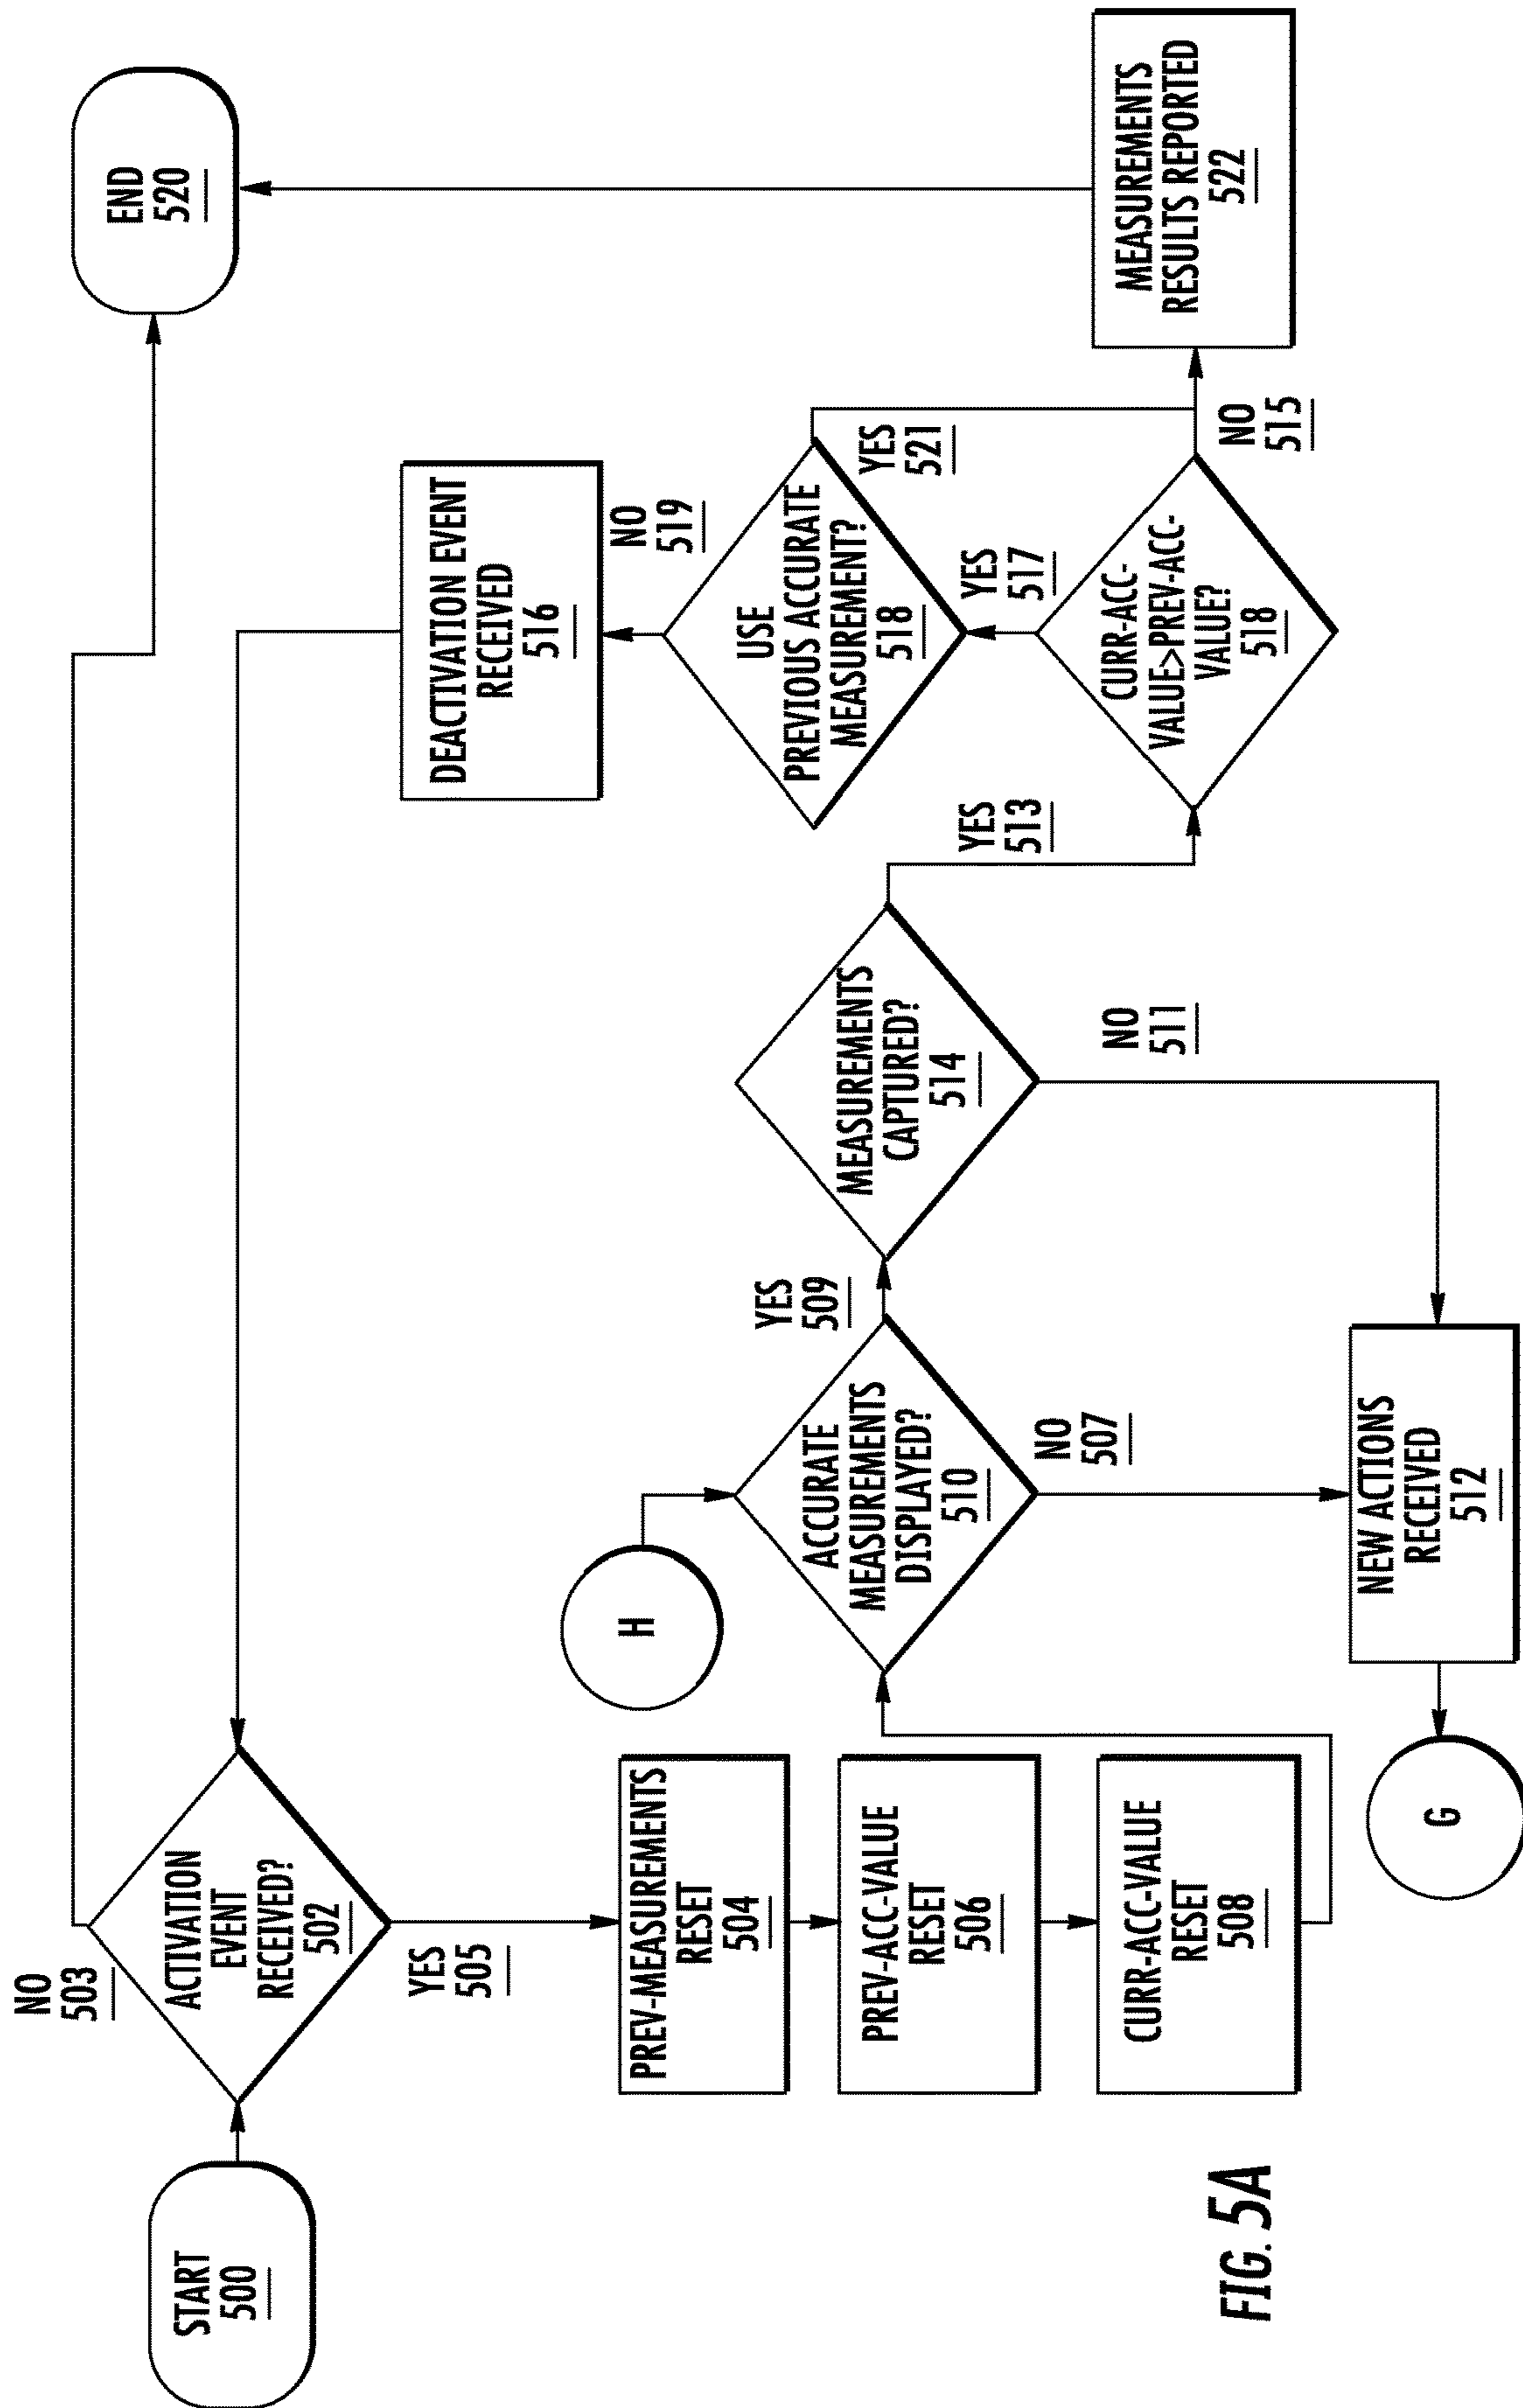 START
500
NO
503
ACTIVATION
EVENT
RECEIVED?
502
YES
505
PREV-MEASUREMENTS
RESET
504
PREV-ACC-VALUE
RESET
506
CURR-ACC-VALUE
RESET
508
H
ACCURATE
MEASUREMENTS
DISPLAYED?
510
YES
509
NO
507
NEW ACTIONS
RECEIVED
512
G
MEASUREMENTS
CAPTURED?
514
NO
511
YES
513
CURR-ACC-
VALUE>PREV-ACC-
VALUE?
518
YES
517
NO
515
USE
PREVIOUS ACCURATE
MEASUREMENT?
518
NO
519
YES
521
DEACTIVATION EVENT
RECEIVED
516
MEASUREMENTS
RESULTS REPORTED
522
END
520
FIG. 5A